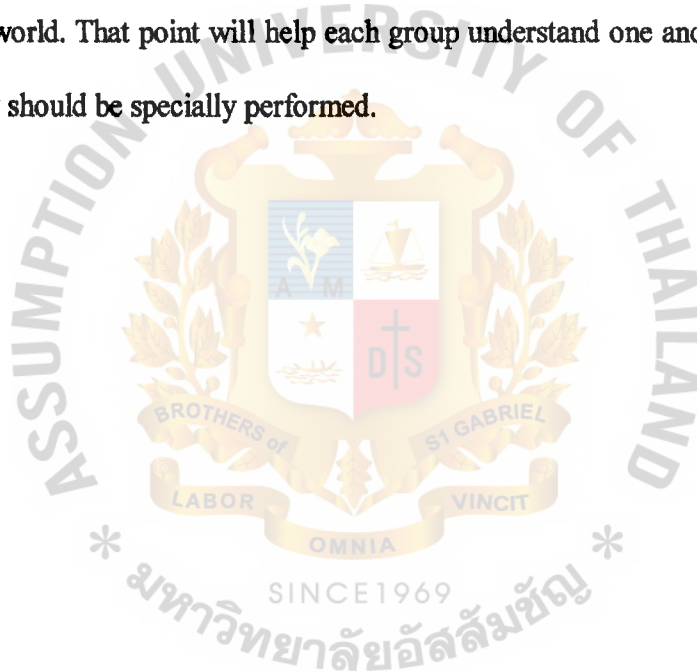 world. That point will help each group understand one and
should be specially performed.
ASSUMPTION UNIVERSITY OF THAILAND
A M
D S
BROTHERS of S1 GABRIEL
LABOR VINCIT
OMNIA
* SINCE1969 *
มหาวิทยาลัยอัสสัมชัญ